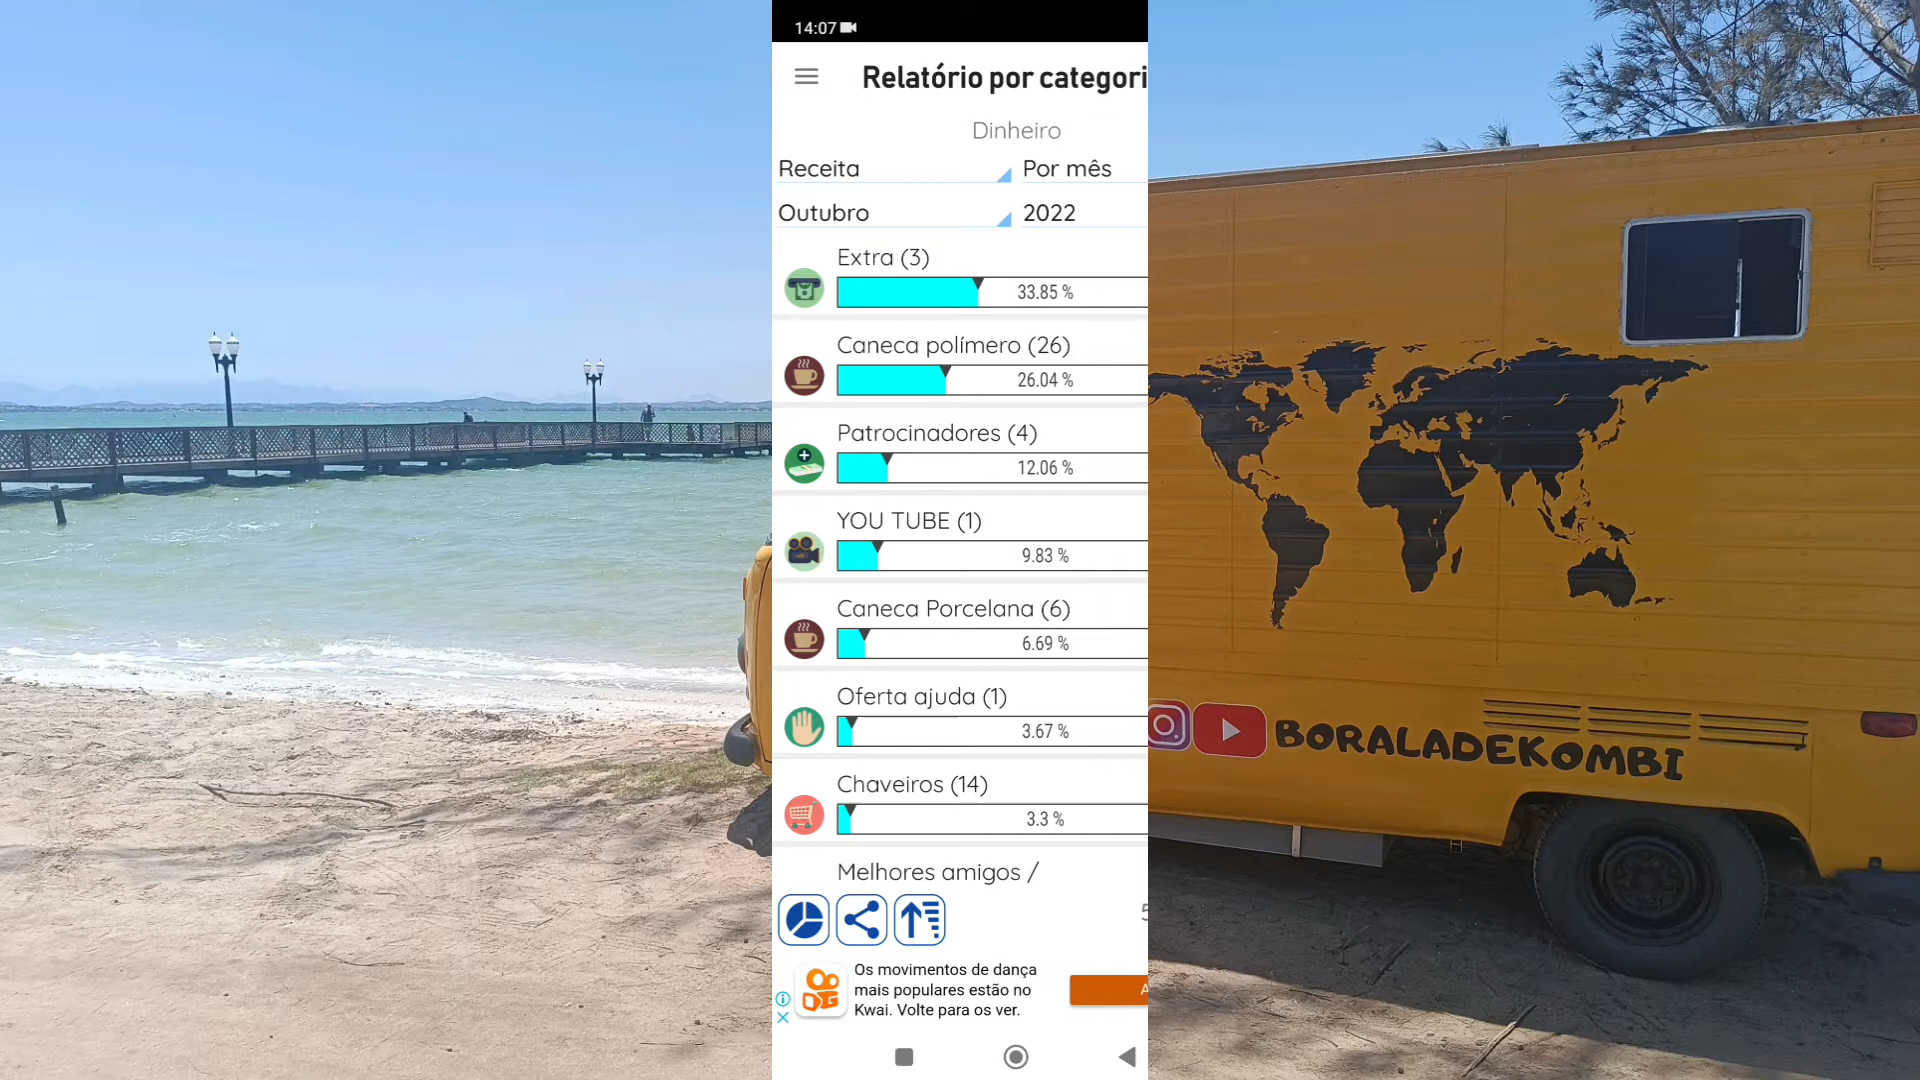 14:07
Relatório por categori
Dinheiro
Receita
Por mês
Outubro
2022
Extra (3)
33.85 %
Caneca polímero (26)
26.04 %
Patrocinadores (4)
12.06 %
YOU TUBE (1)
9.83 %
Caneca Porcelana (6)
6.69 %
Oferta ajuda (1)
3.67 %
Chaveiros (14)
3.3 %
Melhores amigos /
5
Os movimentos de dança
mais populares estão no
Kwai. Volte para os ver.
A
BORALADEKOMBI